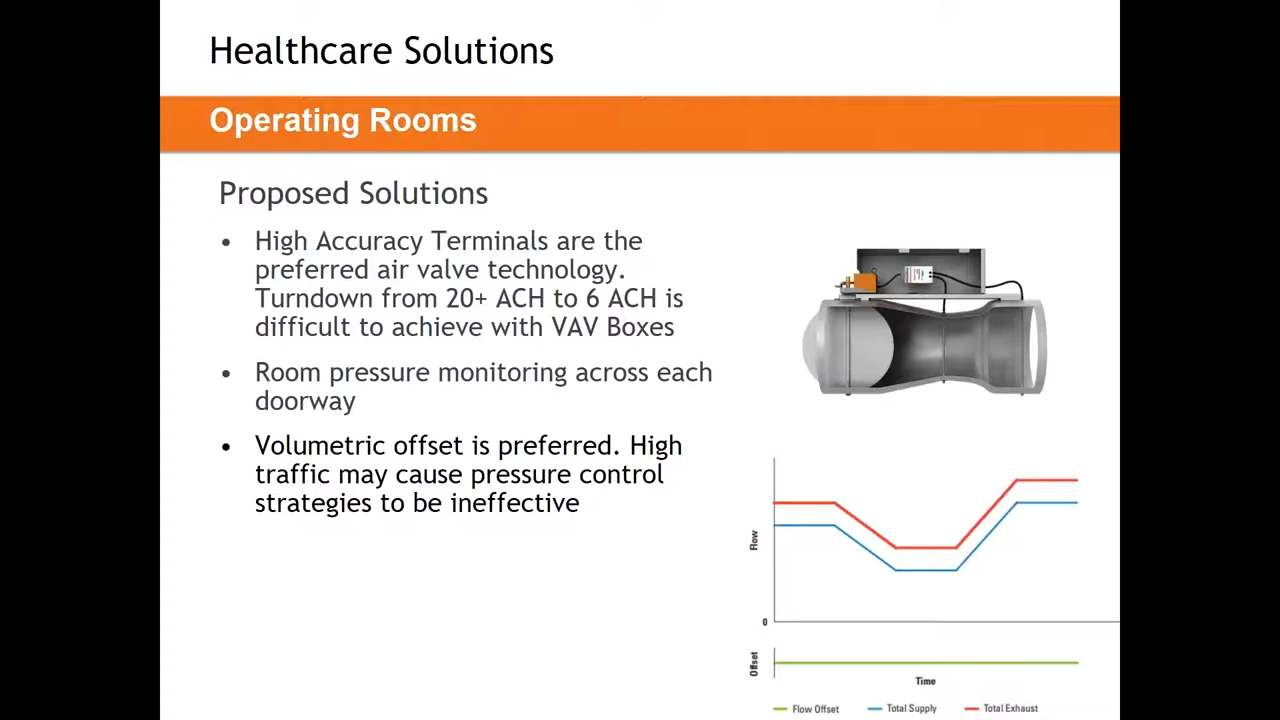 Healthcare Solutions
Operating Rooms
Proposed Solutions
• High Accuracy Terminals are the
preferred air valve technology.
Turndown from 20+ ACH to 6 ACH is
difficult to achieve with VAV Boxes
• Room pressure monitoring across each
doorway
• Volumetric offset is preferred. High
traffic may cause pressure control
strategies to be ineffective
Flow
0
Offset
Time
Flow Offset
Total Supply
Total Exhaust